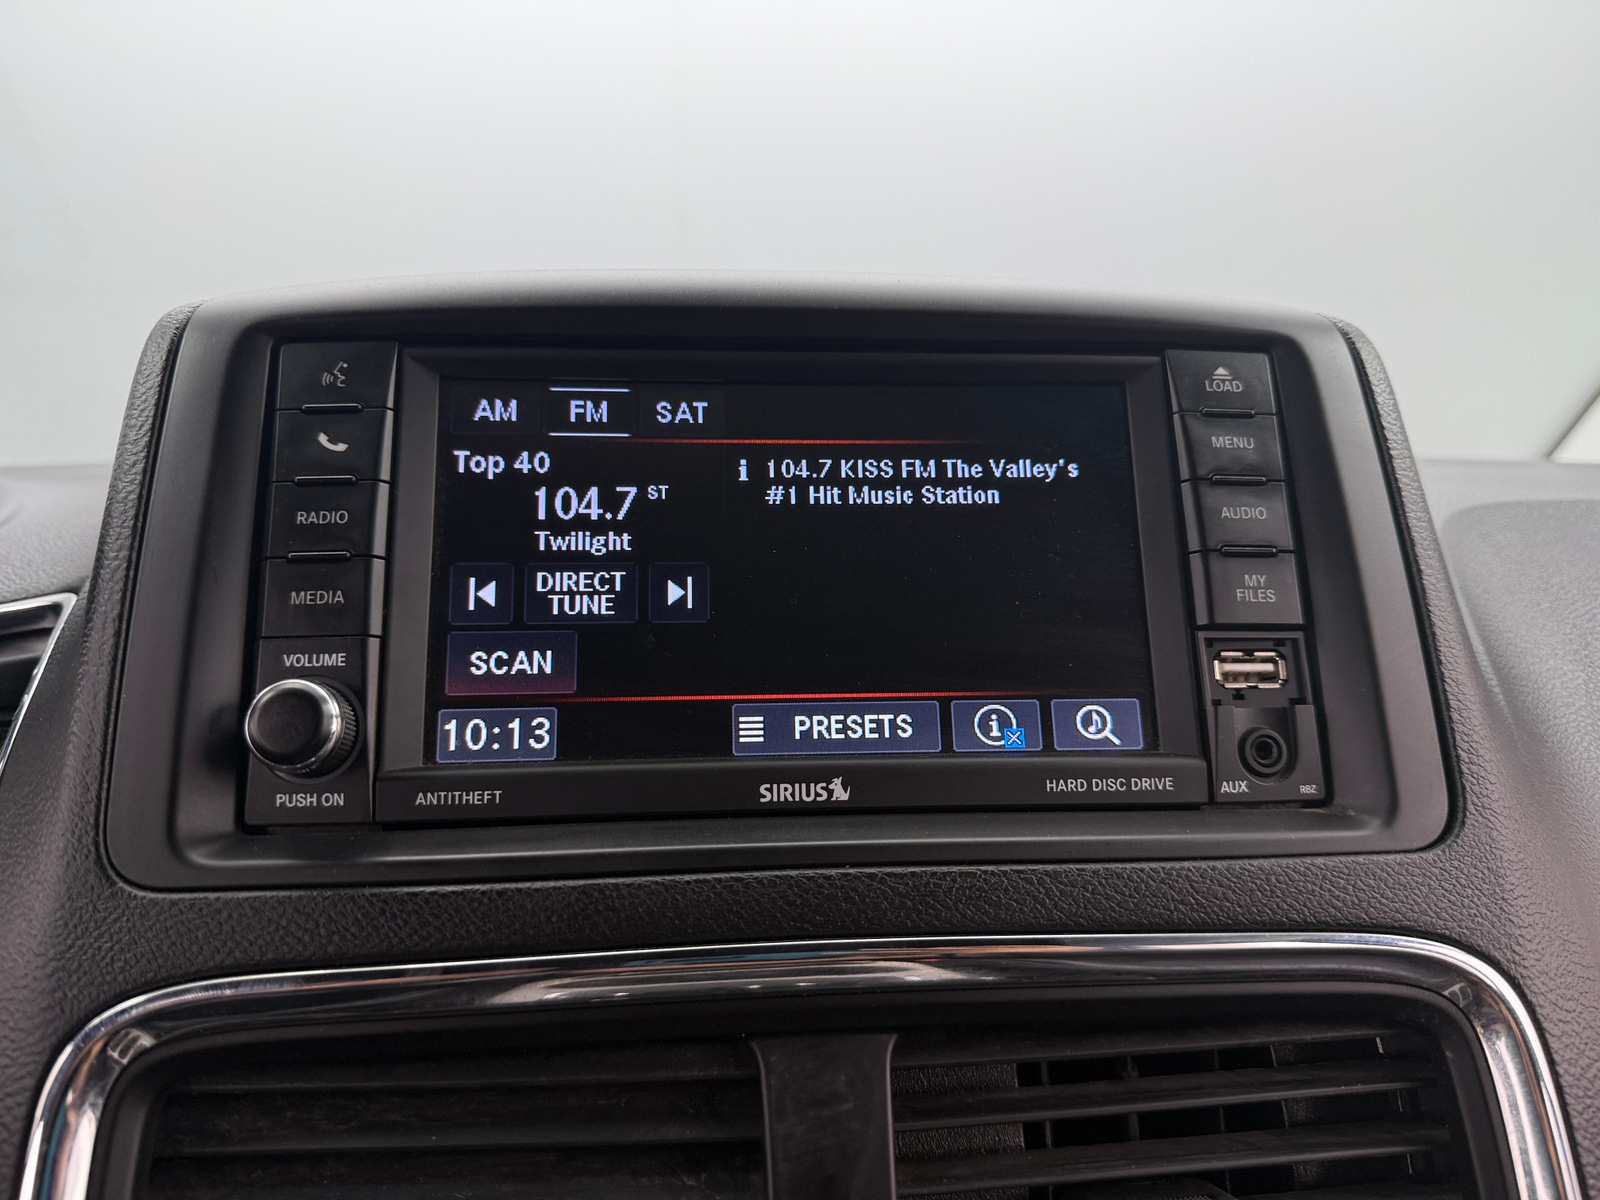 AM FM SAT
Top 40
104.7 ST
Twilight
i 104.7 KISS FM The Valley's
#1 Hit Music Station
DIRECT
TUNE
SCAN
10:13
PRESETS
i
RADIO
MEDIA
VOLUME
PUSH ON
ANTITHEFT
SIRIUS
HARD DISC DRIVE
LOAD
MENU
AUDIO
MY
FILES
AUX
RBZ